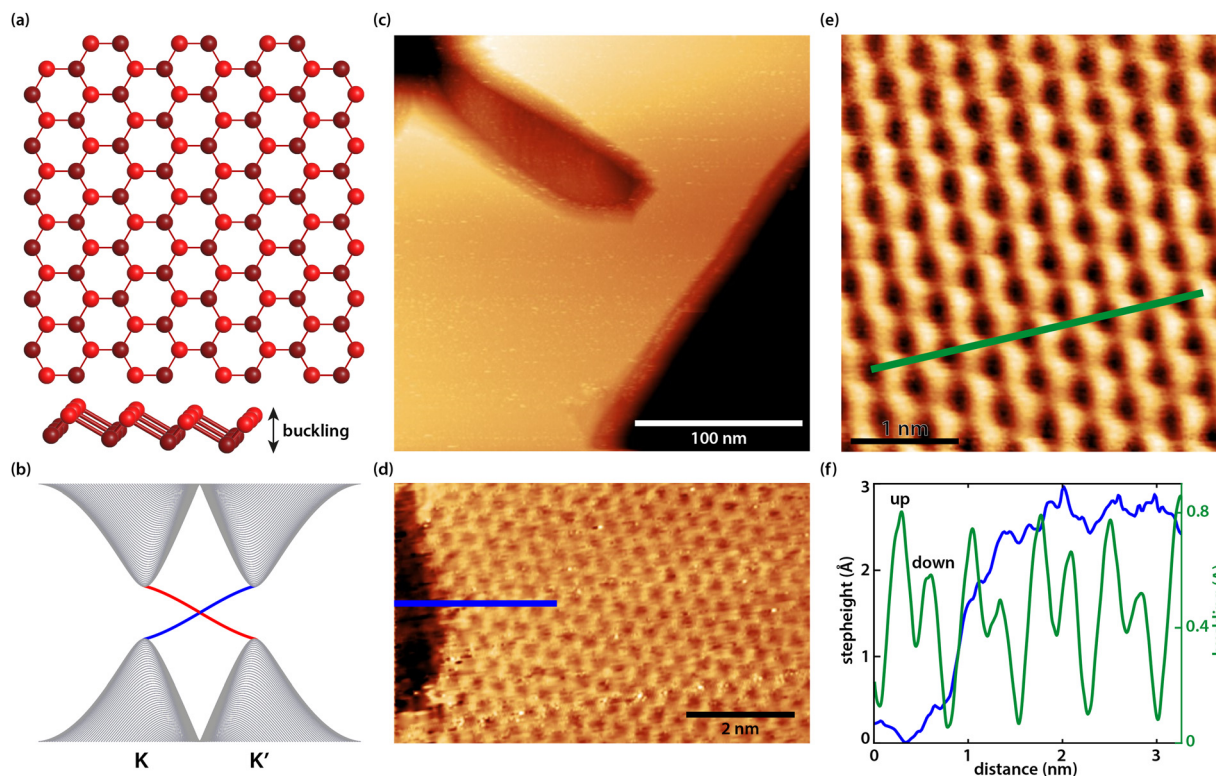 (a)
buckling
(b)
K K′
(c)
100 nm
(d)
2 nm
(e)
1 nm
(f)
3
2
1
0
stepheight (Å)
up
down
0.8
0.4
0
0 1 2 3
distance (nm)